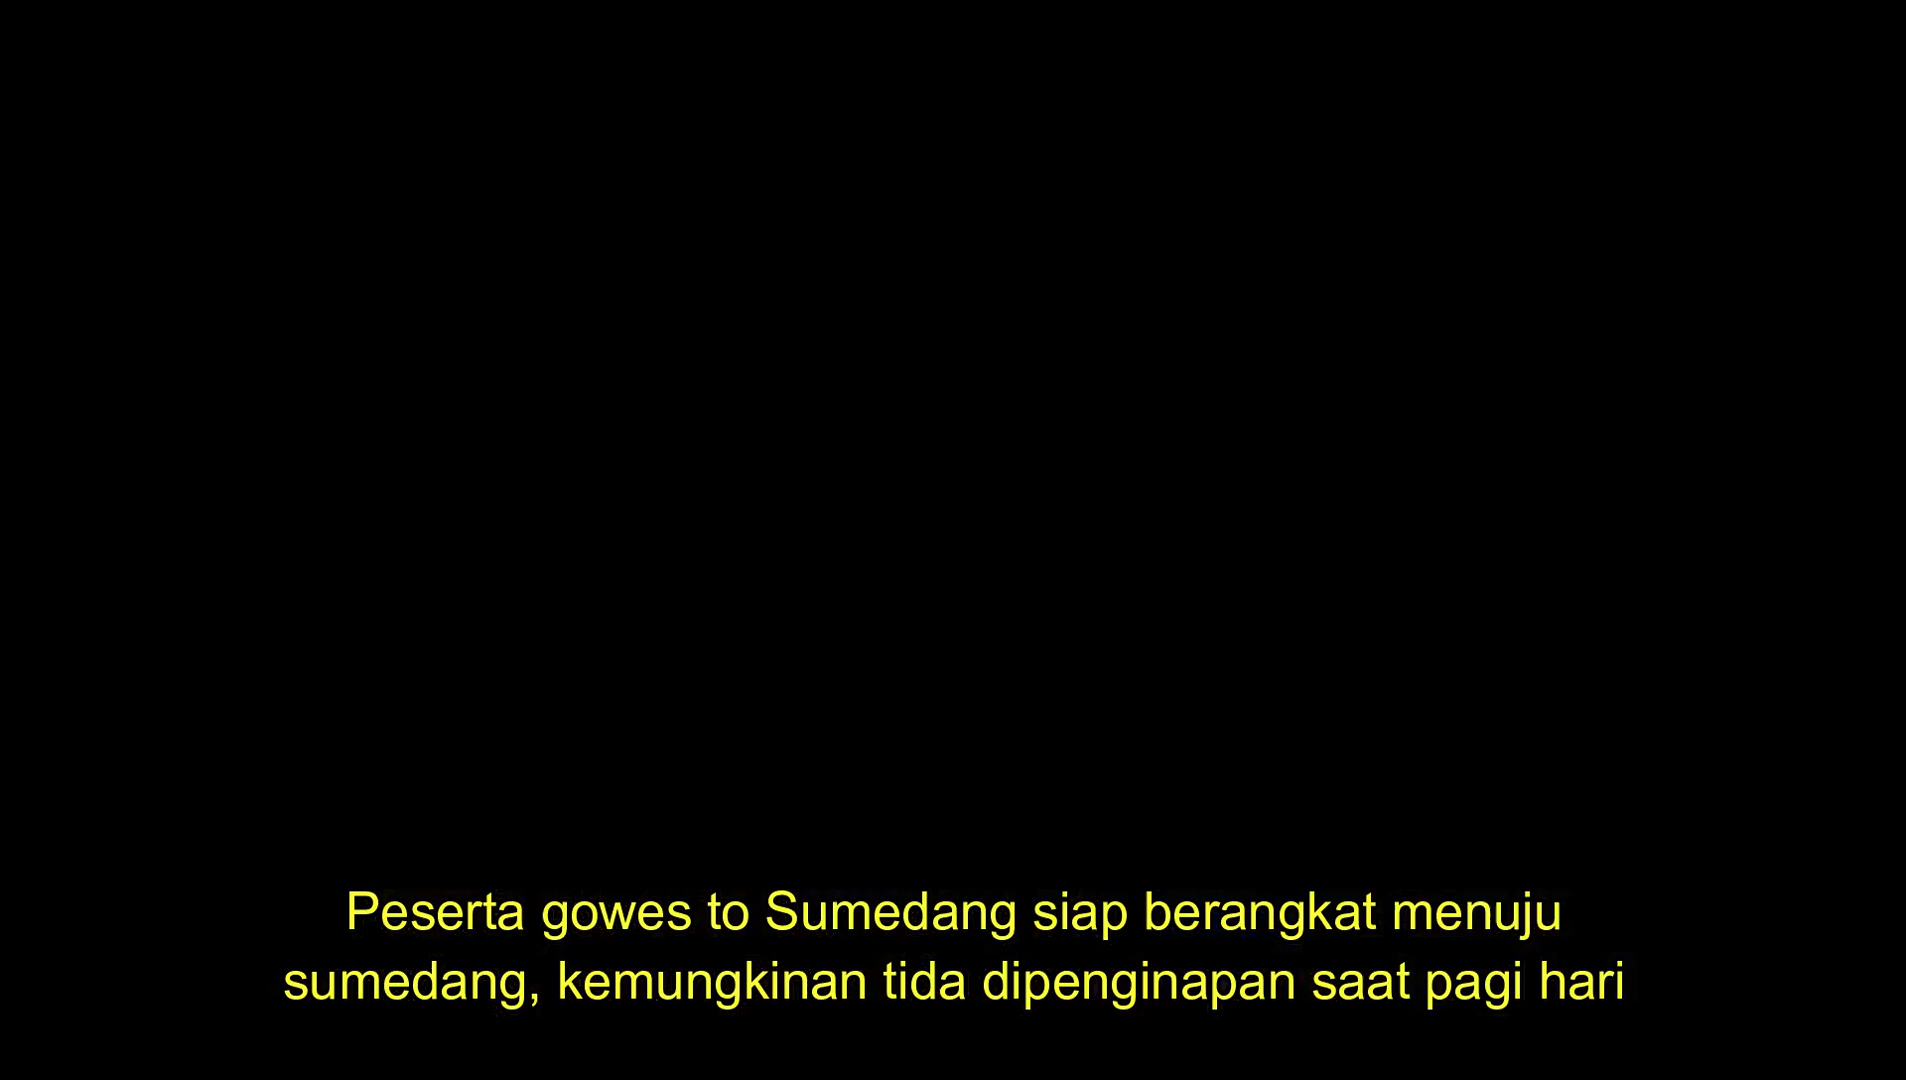 Peserta gowes to Sumedang siap berangkat menuju
sumedang, kemungkinan tida dipenginapan saat pagi hari